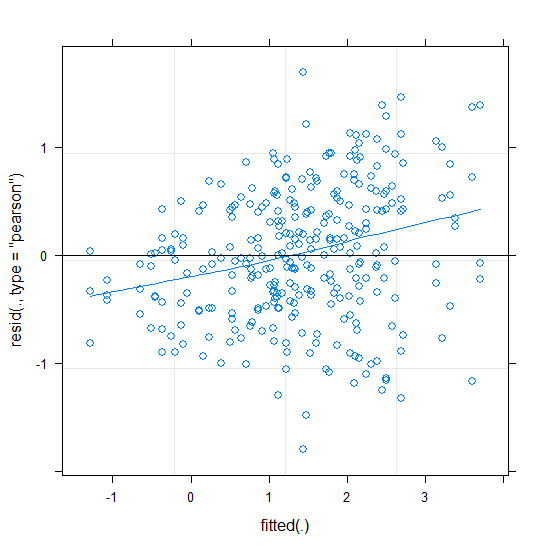 resid(., type = "pearson")
1
0
-1
-1 0 1 2 3
fitted(.)